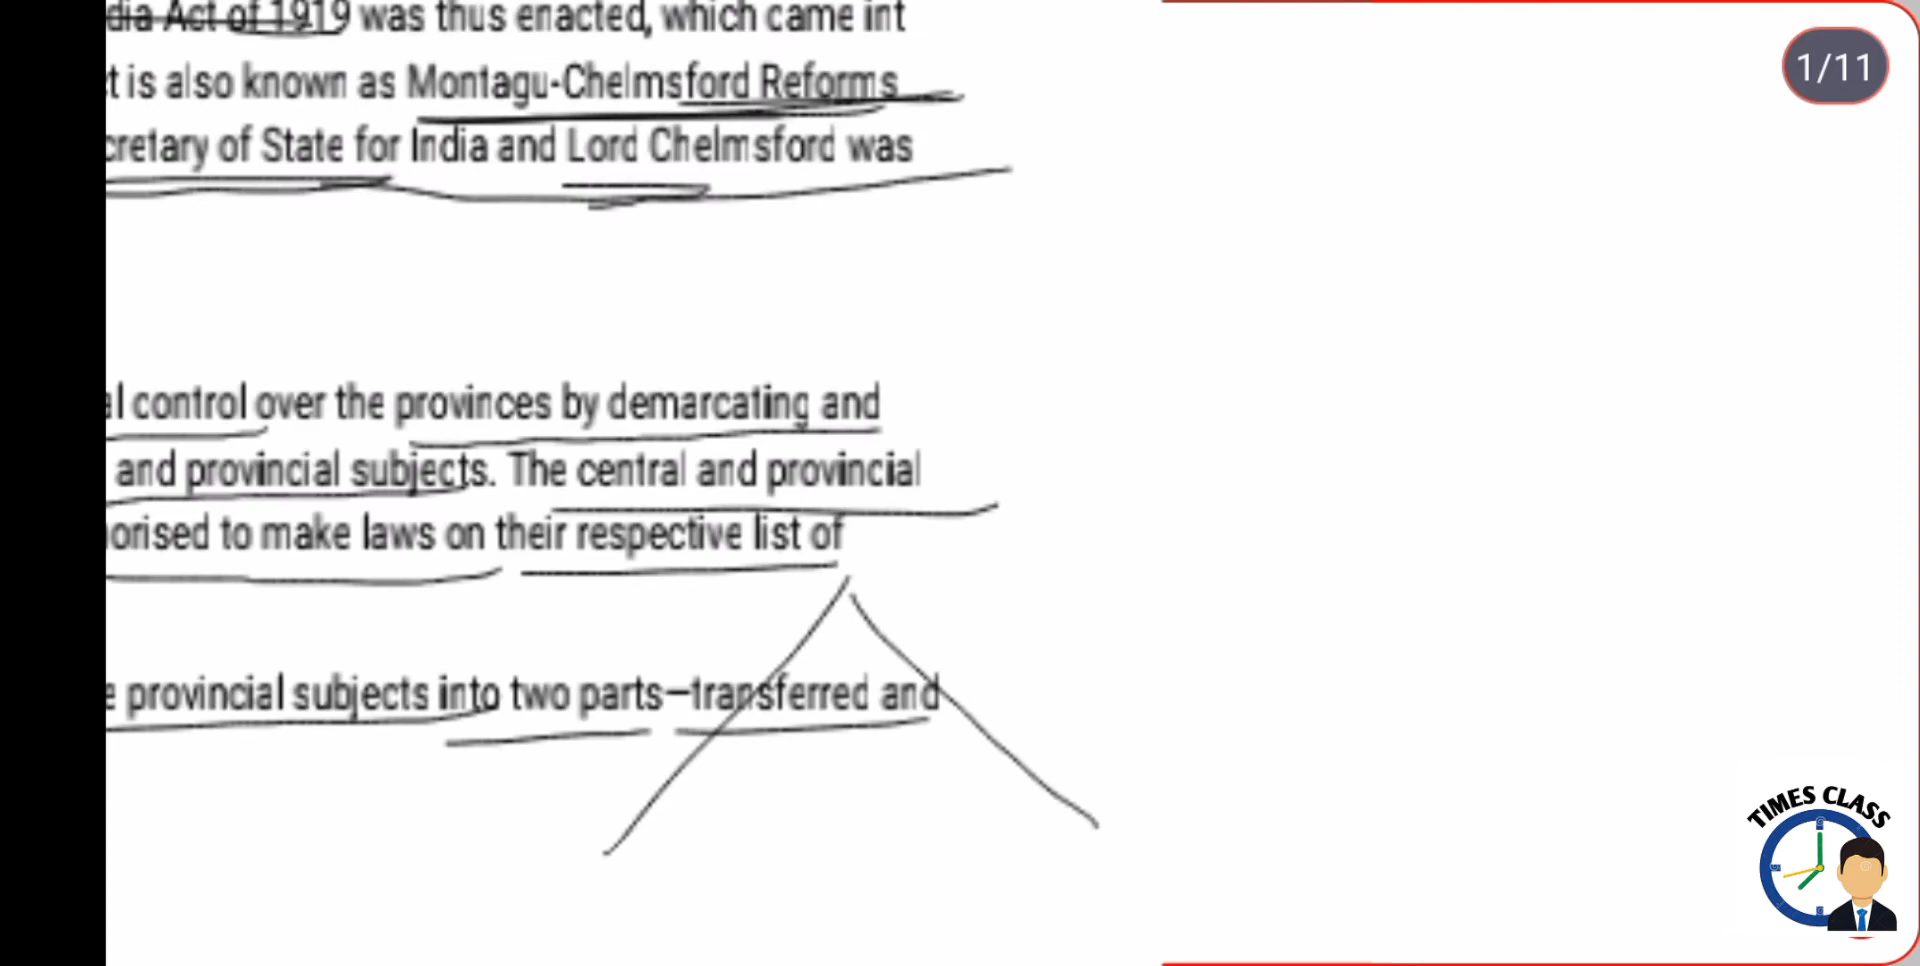 dia Act of 1919 was thus enacted, which came int
t is also known as Montagu-Chelmsford Reforms
cretary of State for India and Lord Chelmsford was
al control over the provinces by demarcating and
and provincial subjects. The central and provincial
orised to make laws on their respective list of
e provincial subjects into two parts—transferred and
1/11
TIMES CLASS